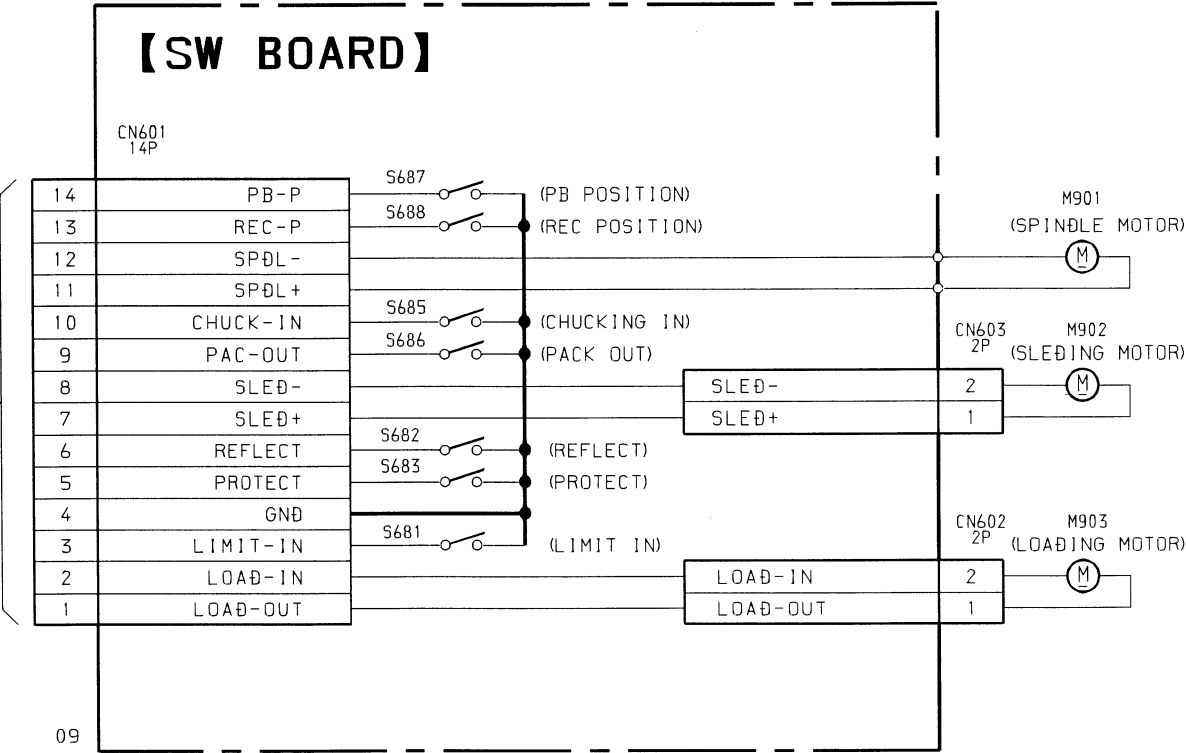 【SW BOARD】
CN601
14P
14 PB-P S687 (PB POSITION)
13 REC-P S688 (REC POSITION)
12 SPDL-
11 SPDL+
10 CHUCK-IN S685 (CHUCKING IN)
9 PAC-OUT S686 (PACK OUT)
8 SLED-
7 SLED+
6 REFLECT S682 (REFLECT)
5 PROTECT S683 (PROTECT)
4 GND
3 LIMIT-IN S681 (LIMIT IN)
2 LOAD-IN
1 LOAD-OUT
M901
(SPINDLE MOTOR)
M
CN603
2P
M902
(SLEDING MOTOR)
SLED- 2 M
SLED+ 1
CN602
2P
M903
(LOADING MOTOR)
LOAD-IN 2 M
LOAD-OUT 1
09